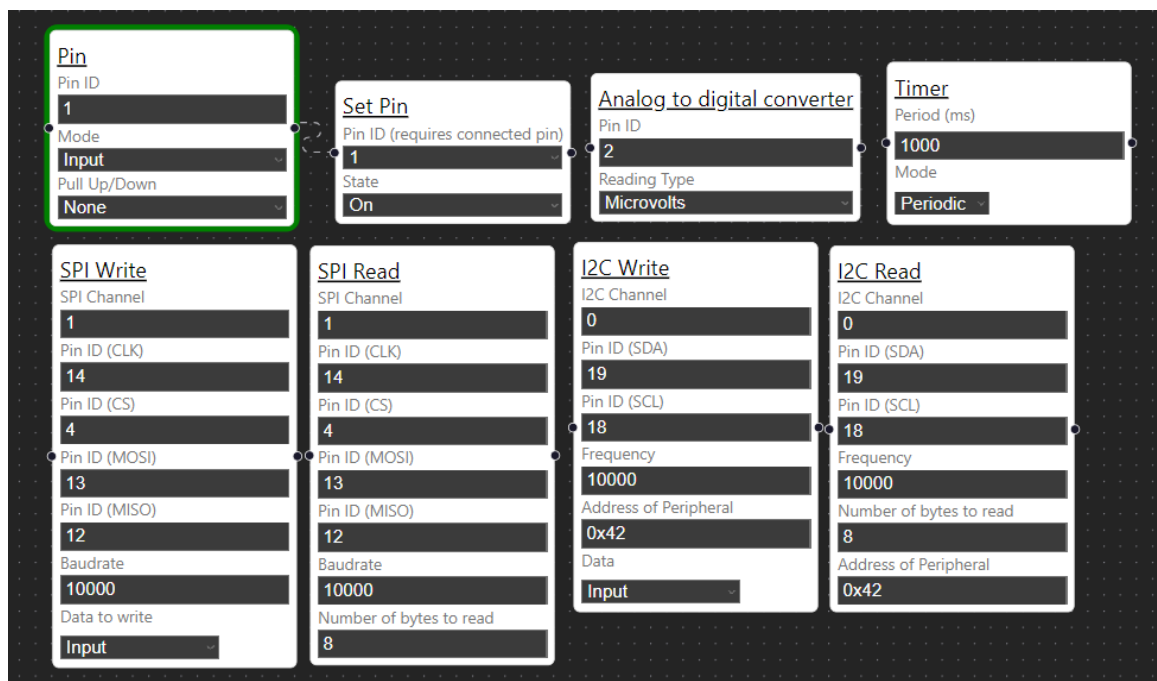 Pin
Pin ID
1
Mode
Input
Pull Up/Down
None
Set Pin
Pin ID (requires connected pin)
1
State
On
Analog to digital converter
Pin ID
2
Reading Type
Microvolts
Timer
Period (ms)
1000
Mode
Periodic
SPI Write
SPI Channel
1
Pin ID (CLK)
14
Pin ID (CS)
4
Pin ID (MOSI)
13
Pin ID (MISO)
12
Baudrate
10000
Data to write
Input
SPI Read
SPI Channel
1
Pin ID (CLK)
14
Pin ID (CS)
4
Pin ID (MOSI)
13
Pin ID (MISO)
12
Baudrate
10000
Number of bytes to read
8
I2C Write
I2C Channel
0
Pin ID (SDA)
19
Pin ID (SCL)
18
Frequency
10000
Address of Peripheral
0x42
Data
Input
I2C Read
I2C Channel
0
Pin ID (SDA)
19
Pin ID (SCL)
18
Frequency
10000
Number of bytes to read
8
Address of Peripheral
0x42